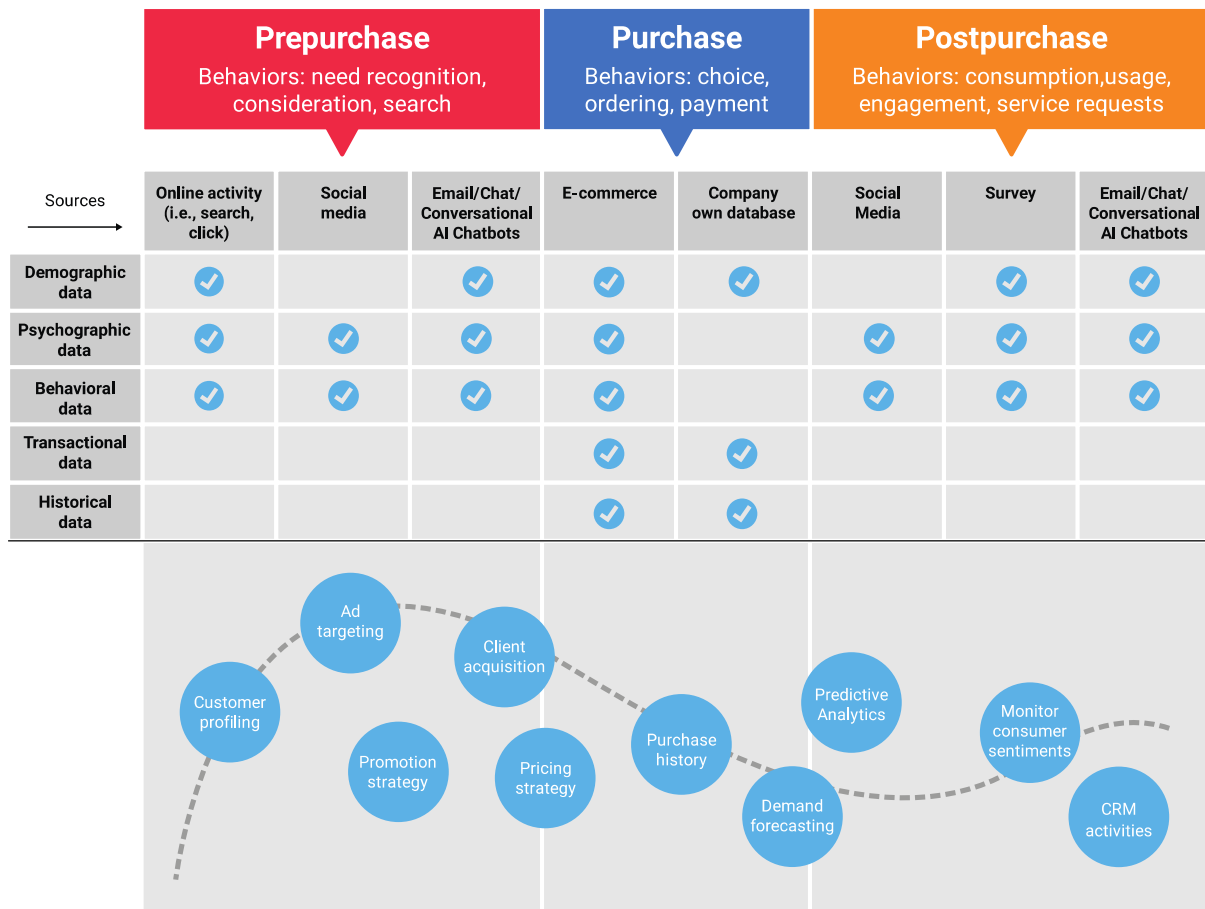 Prepurchase
Behaviors: need recognition,
consideration, search
Purchase
Behaviors: choice,
ordering, payment
Postpurchase
Behaviors: consumption,usage,
engagement, service requests
Sources
Online activity
(i.e., search,
click)
Social
media
Email/Chat/
Conversational
AI Chatbots
E-commerce
Company
own database
Social
Media
Survey
Email/Chat/
Conversational
AI Chatbots
Demographic
data
Psychographic
data
Behavioral
data
Transactional
data
Historical
data
Ad
targeting
Client
acquisition
Customer
profiling
Promotion
strategy
Pricing
strategy
Purchase
history
Predictive
Analytics
Demand
forecasting
Monitor
consumer
sentiments
CRM
activities